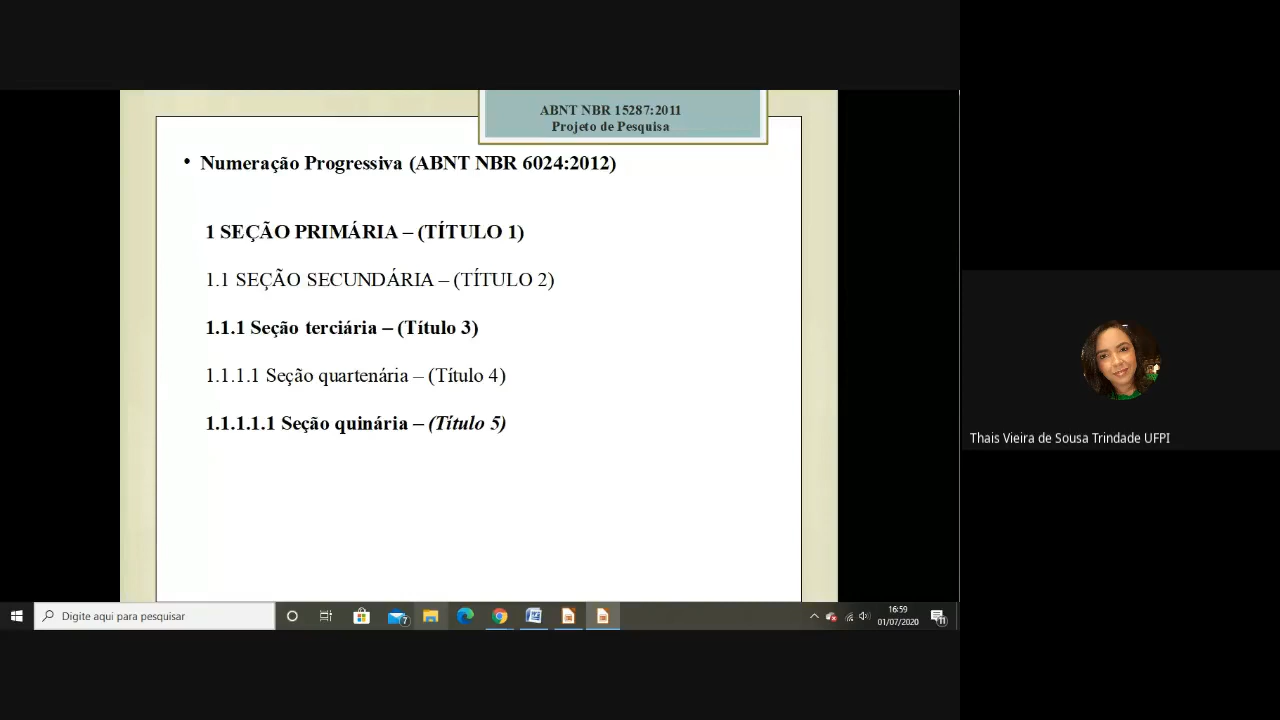 ABNT NBR 15287:2011
Projeto de Pesquisa
• Numeração Progressiva (ABNT NBR 6024:2012)
1 SEÇÃO PRIMÁRIA – (TÍTULO 1)
1.1 SEÇÃO SECUNDÁRIA – (TÍTULO 2)
1.1.1 Seção terciária – (Título 3)
1.1.1.1 Seção quartenária – (Título 4)
1.1.1.1.1 Seção quinária – (Título 5)
Thais Vieira de Sousa Trindade UFPI
Digite aqui para pesquisar
7
16:59
01/07/2020
11